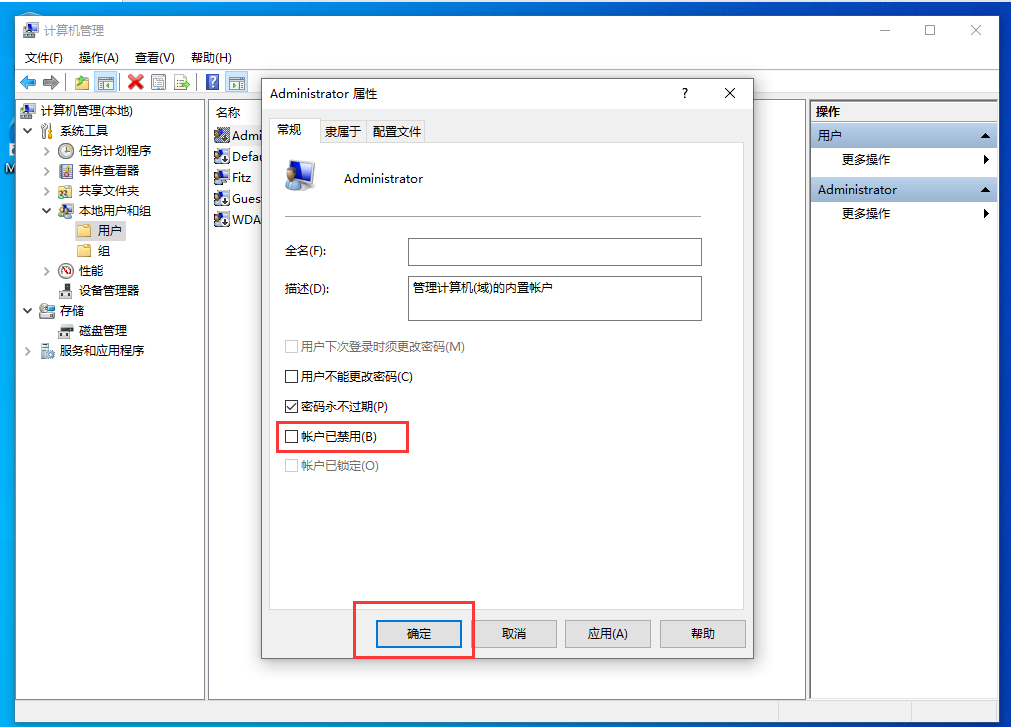 计算机管理
文件(F) 操作(A) 查看(V) 帮助(H)
计算机管理(本地)
系统工具
任务计划程序
事件查看器
共享文件夹
本地用户和组
用户
组
性能
设备管理器
存储
磁盘管理
服务和应用程序
名称
Admi
Defau
Fitz
Gues
WDA
Administrator 属性
?
常规 隶属于 配置文件
Administrator
全名(F):
描述(D): 管理计算机(域)的内置帐户
用户下次登录时须更改密码(M)
用户不能更改密码(C)
密码永不过期(P)
帐户已禁用(B)
帐户已锁定(O)
确定 取消 应用(A) 帮助
操作
用户
更多操作
Administrator
更多操作
M